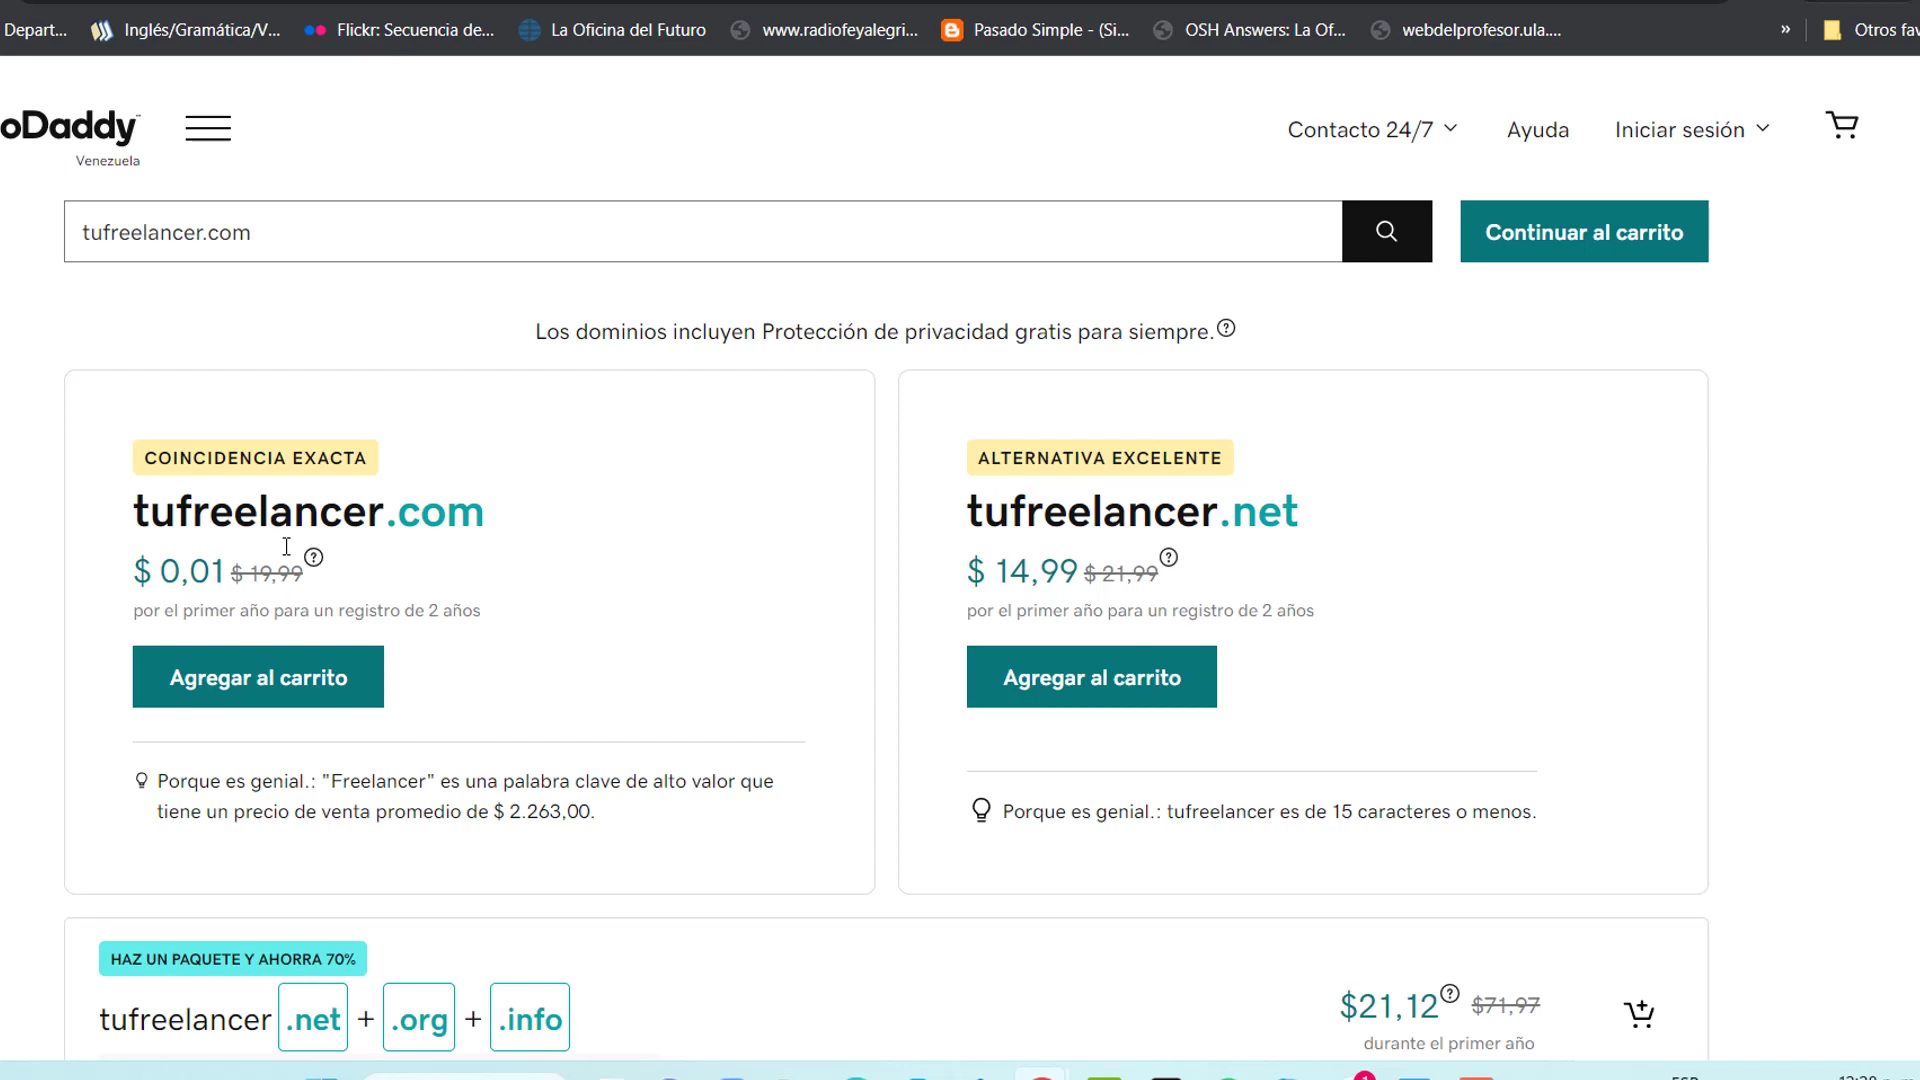 Depart... Inglés/Gramática/V... Flickr: Secuencia de... La Oficina del Futuro www.radiofeyalegri... Pasado Simple - (Si... OSH Answers: La Of... webdelprofesor.ula.... » Otros fav
oDaddy
Venezuela
Contacto 24/7 Ayuda Iniciar sesión
tufreelancer.com
Continuar al carrito
Los dominios incluyen Protección de privacidad gratis para siempre.
COINCIDENCIA EXACTA
tufreelancer.com
$ 0,01 $ 19,99
por el primer año para un registro de 2 años
Agregar al carrito
Porque es genial.: "Freelancer" es una palabra clave de alto valor que
tiene un precio de venta promedio de $ 2.263,00.
ALTERNATIVA EXCELENTE
tufreelancer.net
$ 14,99 $ 21,99
por el primer año para un registro de 2 años
Agregar al carrito
Porque es genial.: tufreelancer es de 15 caracteres o menos.
HAZ UN PAQUETE Y AHORRA 70%
tufreelancer .net + .org + .info
$21,12 $71,97
durante el primer año